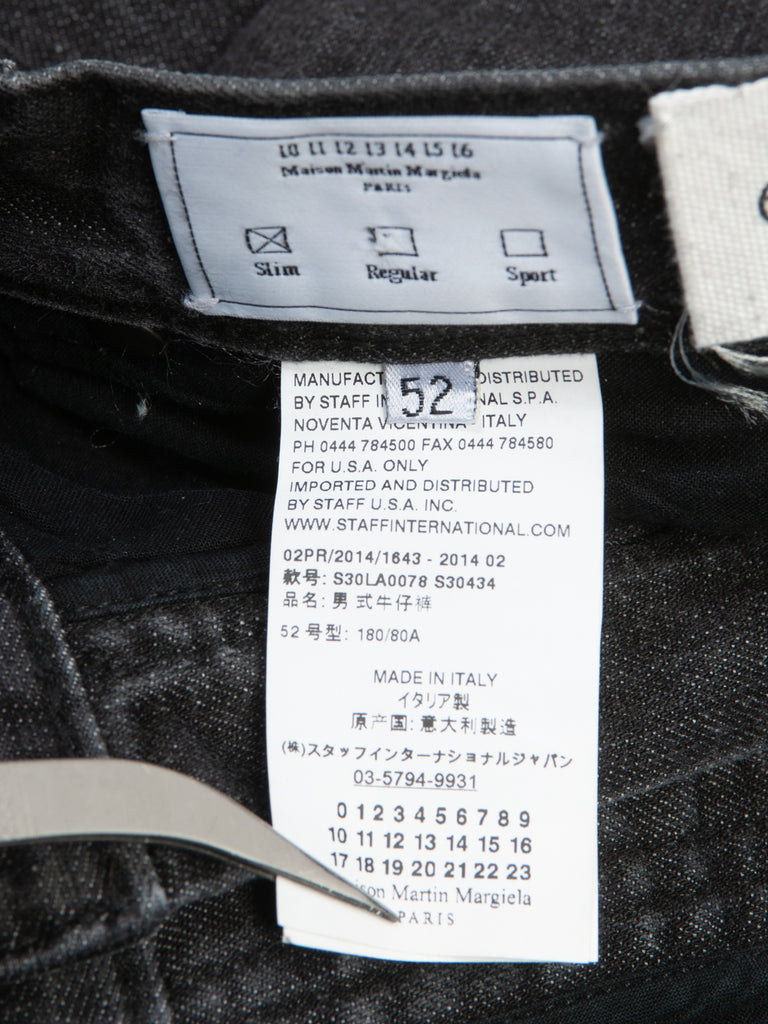 10 11 12 13 14 15 16
Maison Martin Margiela
PARIS
Slim Regular Sport
52
MANUFACT DISTRIBUTED
BY STAFF IN NAL S.P.A.
NOVENTA VICENTINA - ITALY
PH 0444 784500 FAX 0444 784580
FOR U.S.A. ONLY
IMPORTED AND DISTRIBUTED
BY STAFF U.S.A. INC.
WWW.STAFFINTERNATIONAL.COM
02PR/2014/1643 - 2014 02
款号: S30LA0078 S30434
品名: 男 式牛仔裤
52 号型: 180/80A
MADE IN ITALY
イタリア製
原产国: 意大利製造
(株)スタッフインターナショナルジャパン
03-5794-9931
0 1 2 3 4 5 6 7 8 9
10 11 12 13 14 15 16
17 18 19 20 21 22 23
son Martin Margiela
PARIS